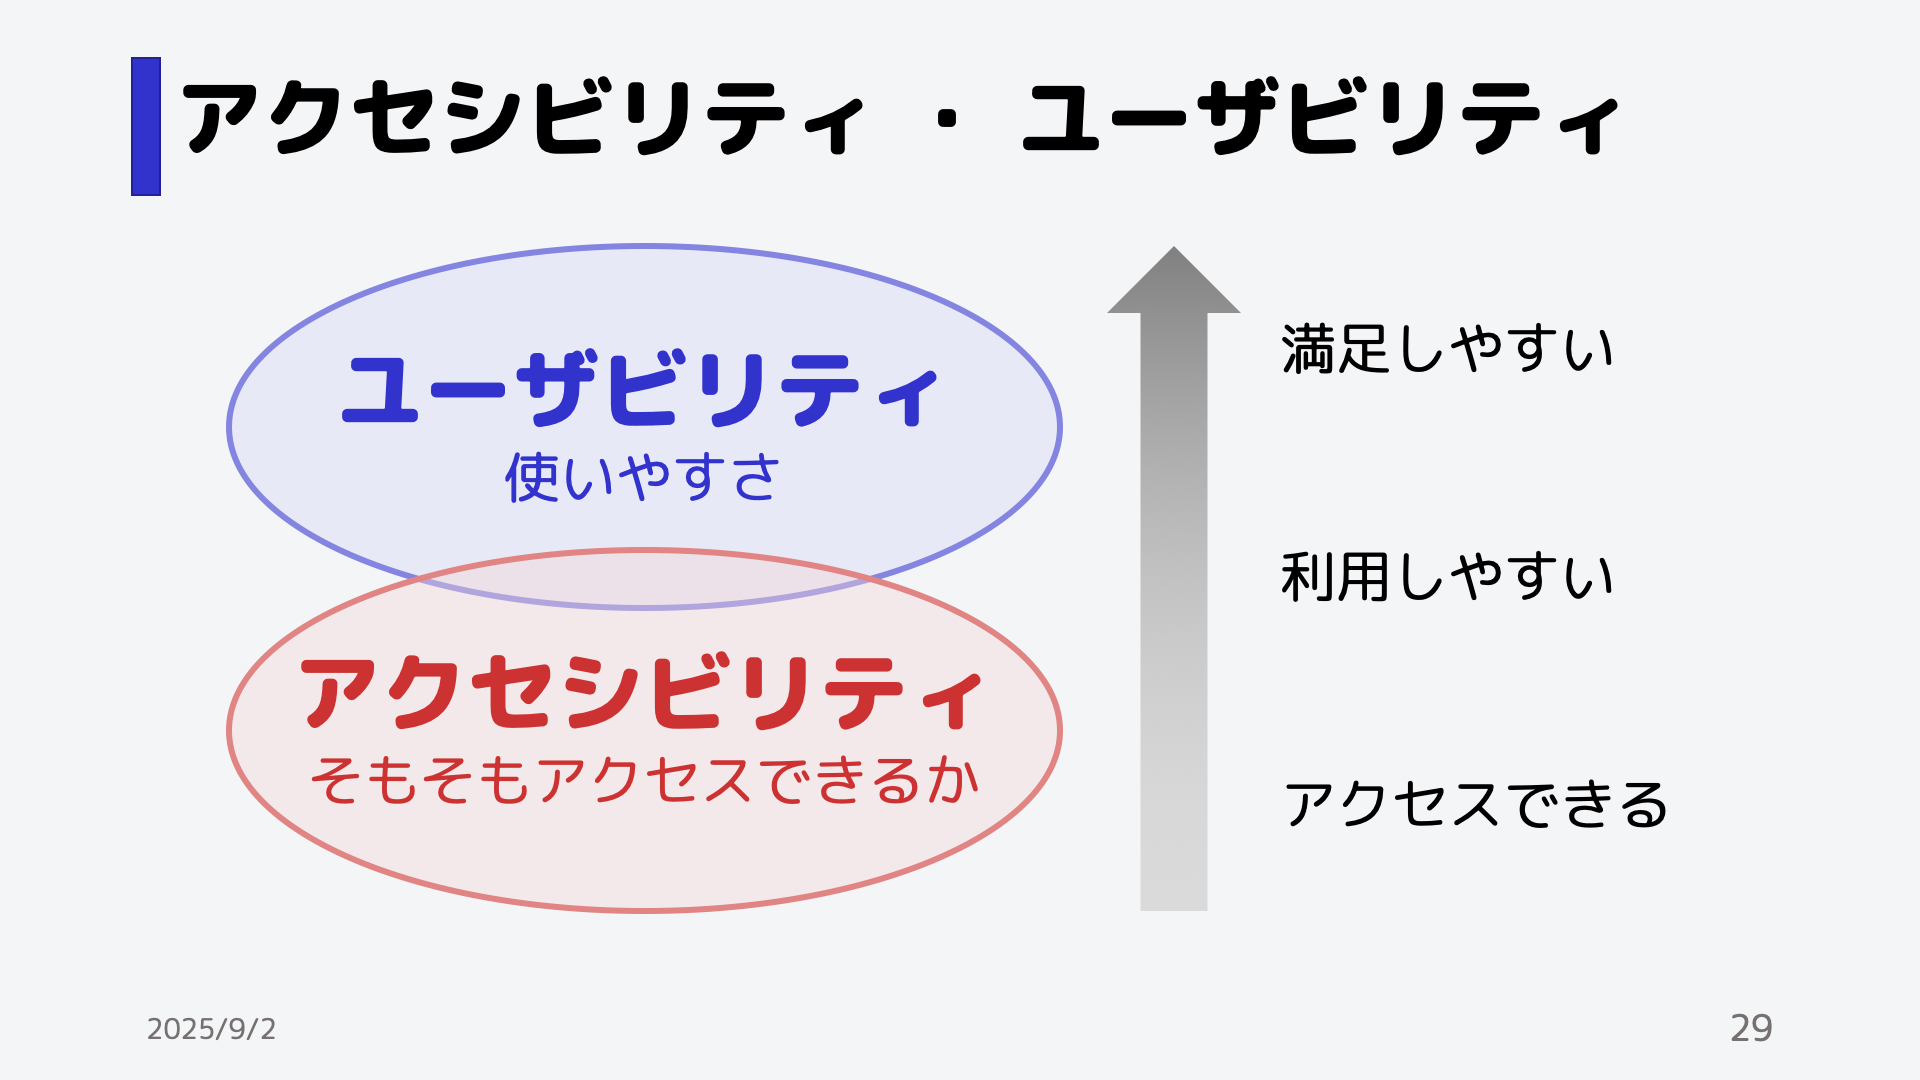 アクセシビリティ ・ ユーザビリティ
ユーザビリティ
使いやすさ
アクセシビリティ
そもそもアクセスできるか
満足しやすい
利用しやすい
アクセスできる
2025/9/2
29